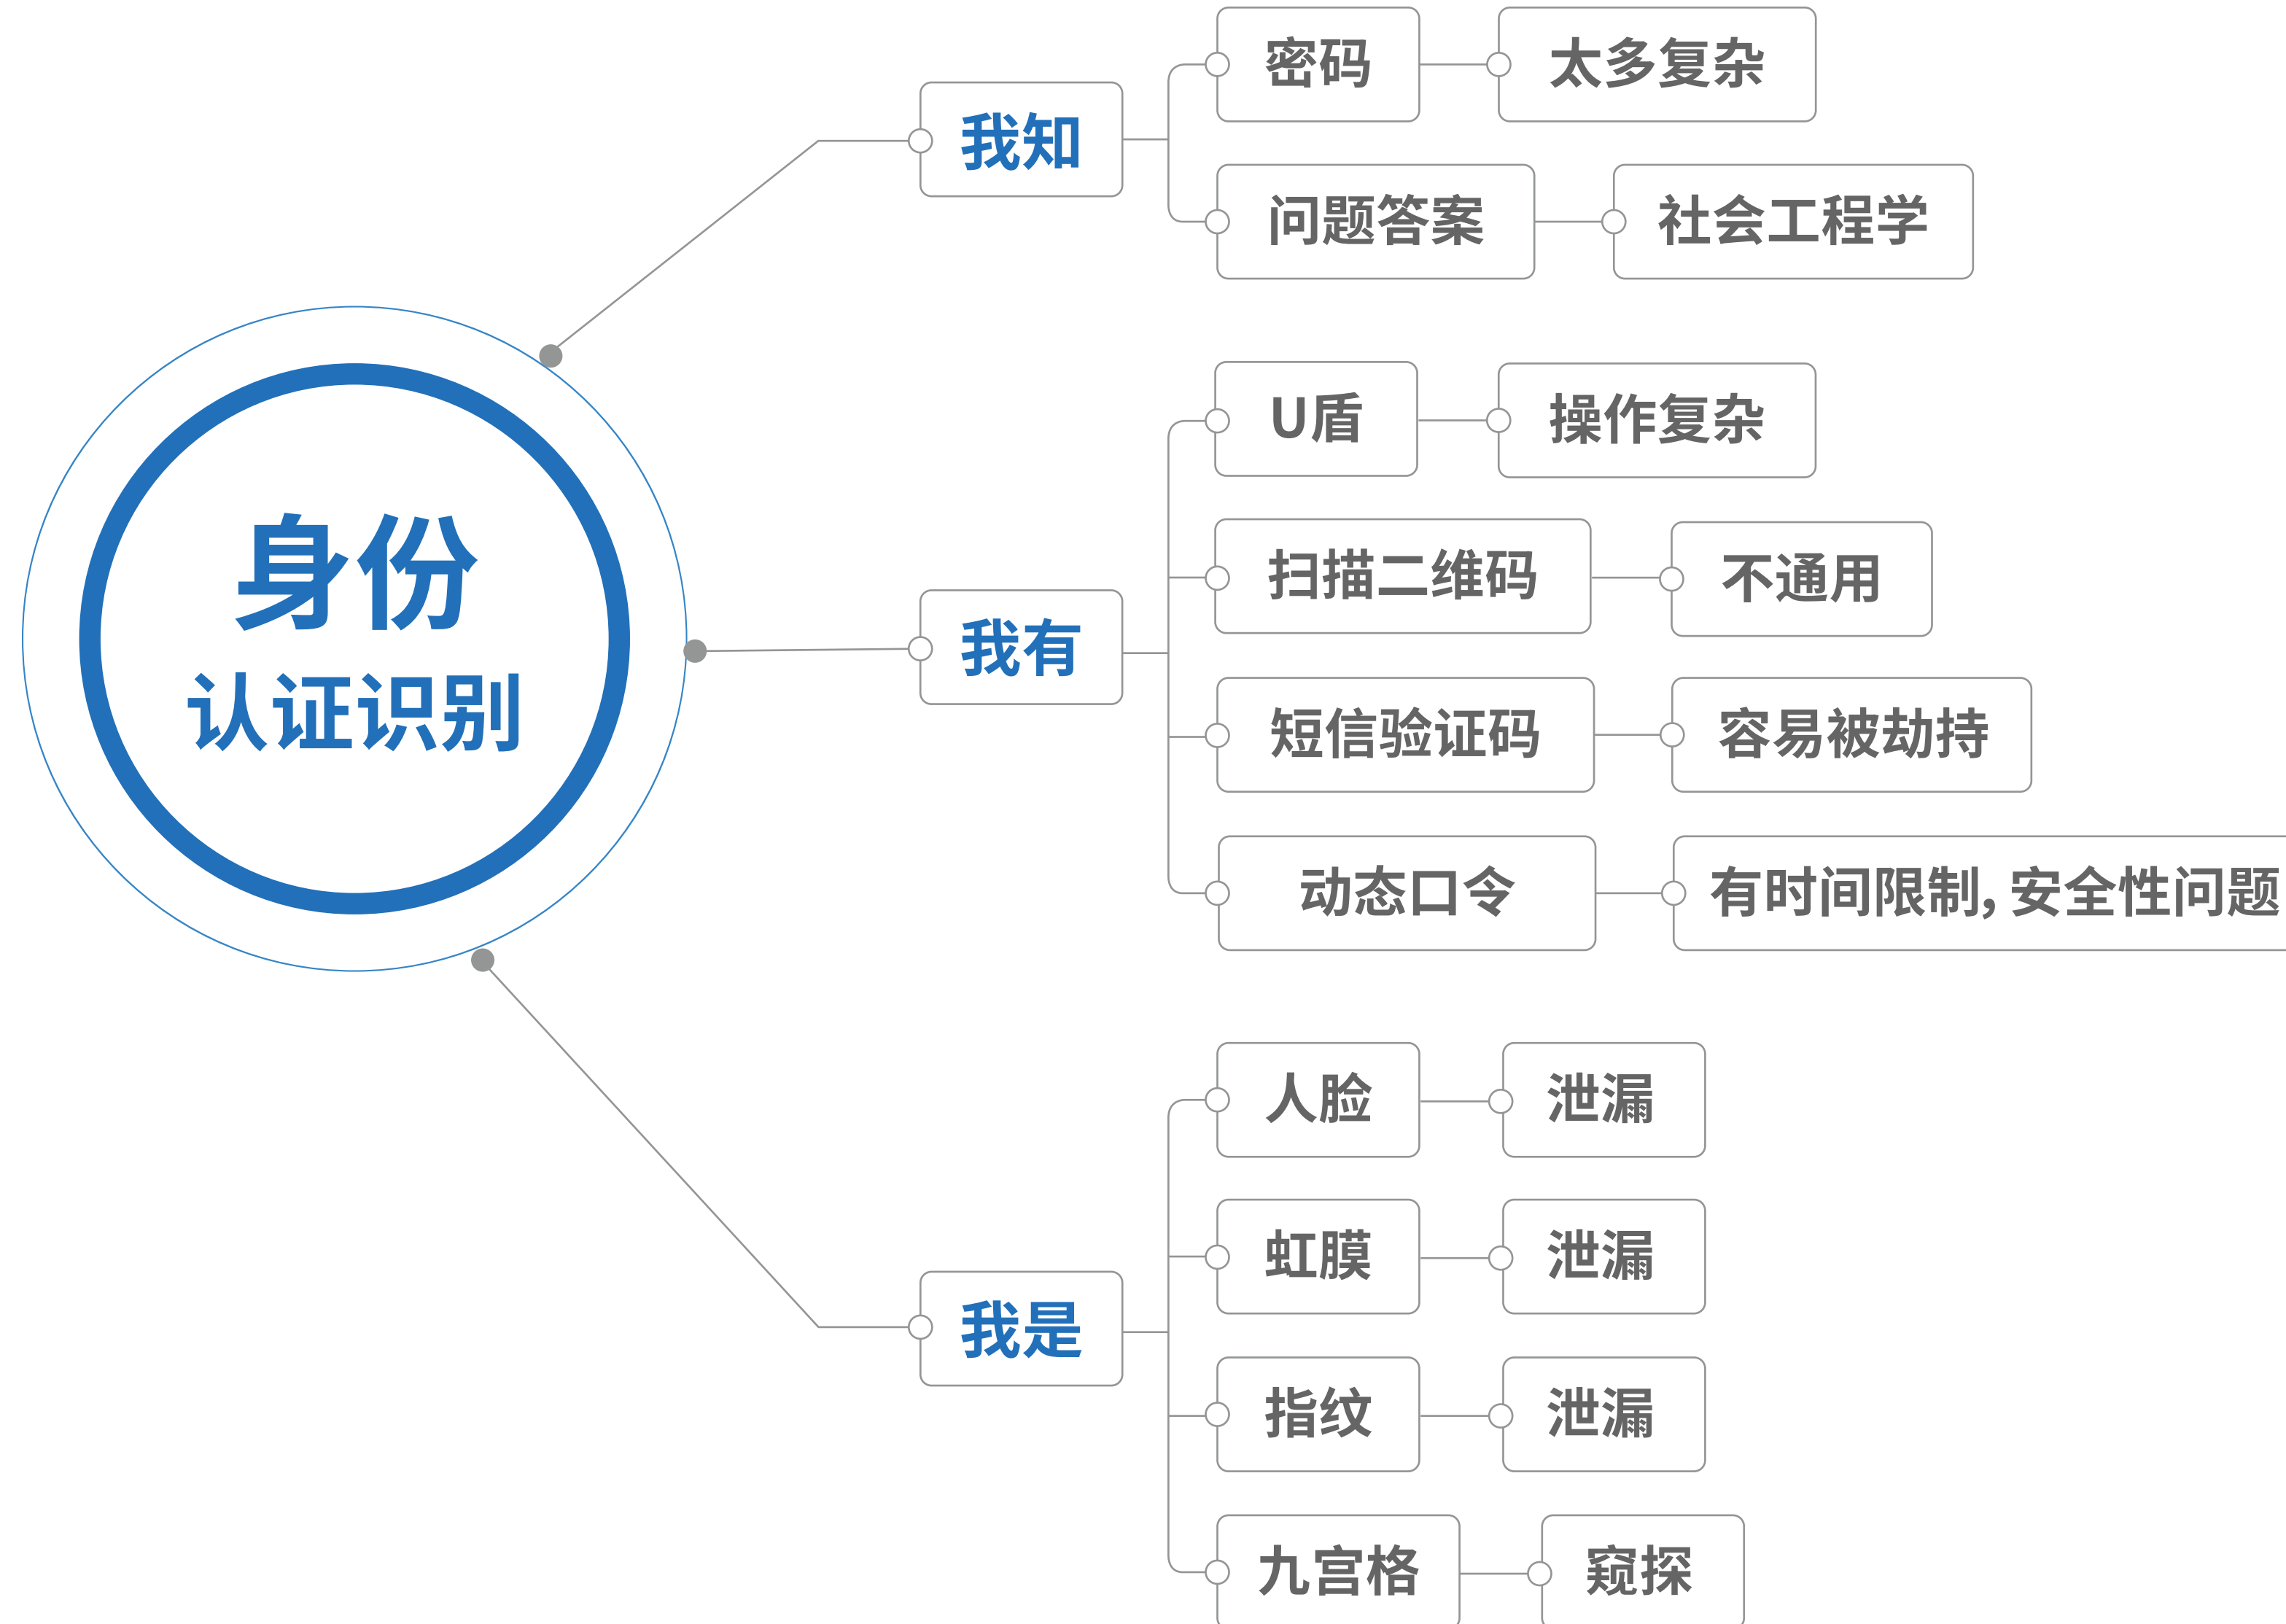 身份
认证识别
我知
密码
太多复杂
问题答案
社会工程学
我有
U盾
操作复杂
扫描二维码
不通用
短信验证码
容易被劫持
动态口令
有时间限制,安全性问题
我是
人脸
泄漏
虹膜
泄漏
指纹
泄漏
九宫格
窥探